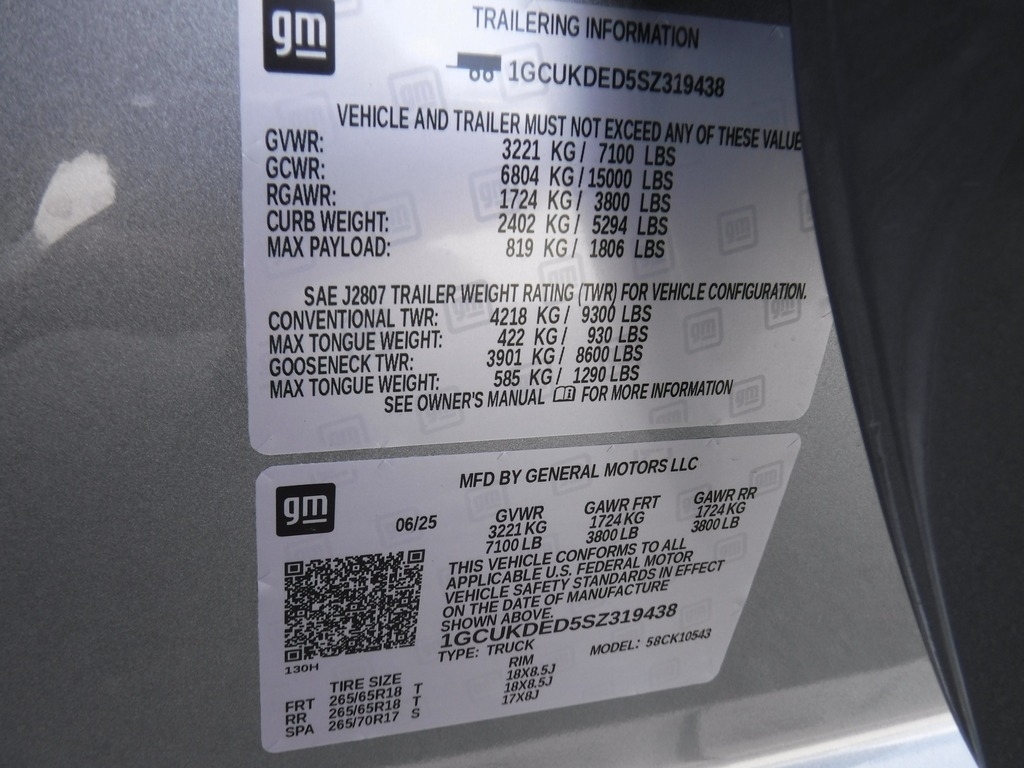 gm
TRAILERING INFORMATION
1GCUKDED5SZ319438
VEHICLE AND TRAILER MUST NOT EXCEED ANY OF THESE VALUE
GVWR: 3221 KG/ 7100 LBS
GCWR: 6804 KG/ 15000 LBS
RGAWR: 1724 KG/ 3800 LBS
CURB WEIGHT: 2402 KG/ 5294 LBS
MAX PAYLOAD: 819 KG/ 1806 LBS
SAE J2807 TRAILER WEIGHT RATING (TWR) FOR VEHICLE CONFIGURATION.
CONVENTIONAL TWR: 4218 KG/ 9300 LBS
MAX TONGUE WEIGHT: 422 KG/ 930 LBS
GOOSENECK TWR: 3901 KG/ 8600 LBS
MAX TONGUE WEIGHT: 585 KG/ 1290 LBS
SEE OWNER'S MANUAL FOR MORE INFORMATION
gm
MFD BY GENERAL MOTORS LLC
06/25 GVWR GAWR FRT GAWR RR
3221 KG 1724 KG 1724 KG
7100 LB 3800 LB 3800 LB
THIS VEHICLE CONFORMS TO ALL
APPLICABLE U.S. FEDERAL MOTOR
VEHICLE SAFETY STANDARDS IN EFFECT
ON THE DATE OF MANUFACTURE
SHOWN ABOVE.
1GCUKDED5SZ319438
TYPE: TRUCK MODEL: 58CK10543
130H
TIRE SIZE RIM
FRT 265/65R18 T 18X8.5J
RR 265/65R18 T 18X8.5J
SPA 265/70R17 S 17X8J